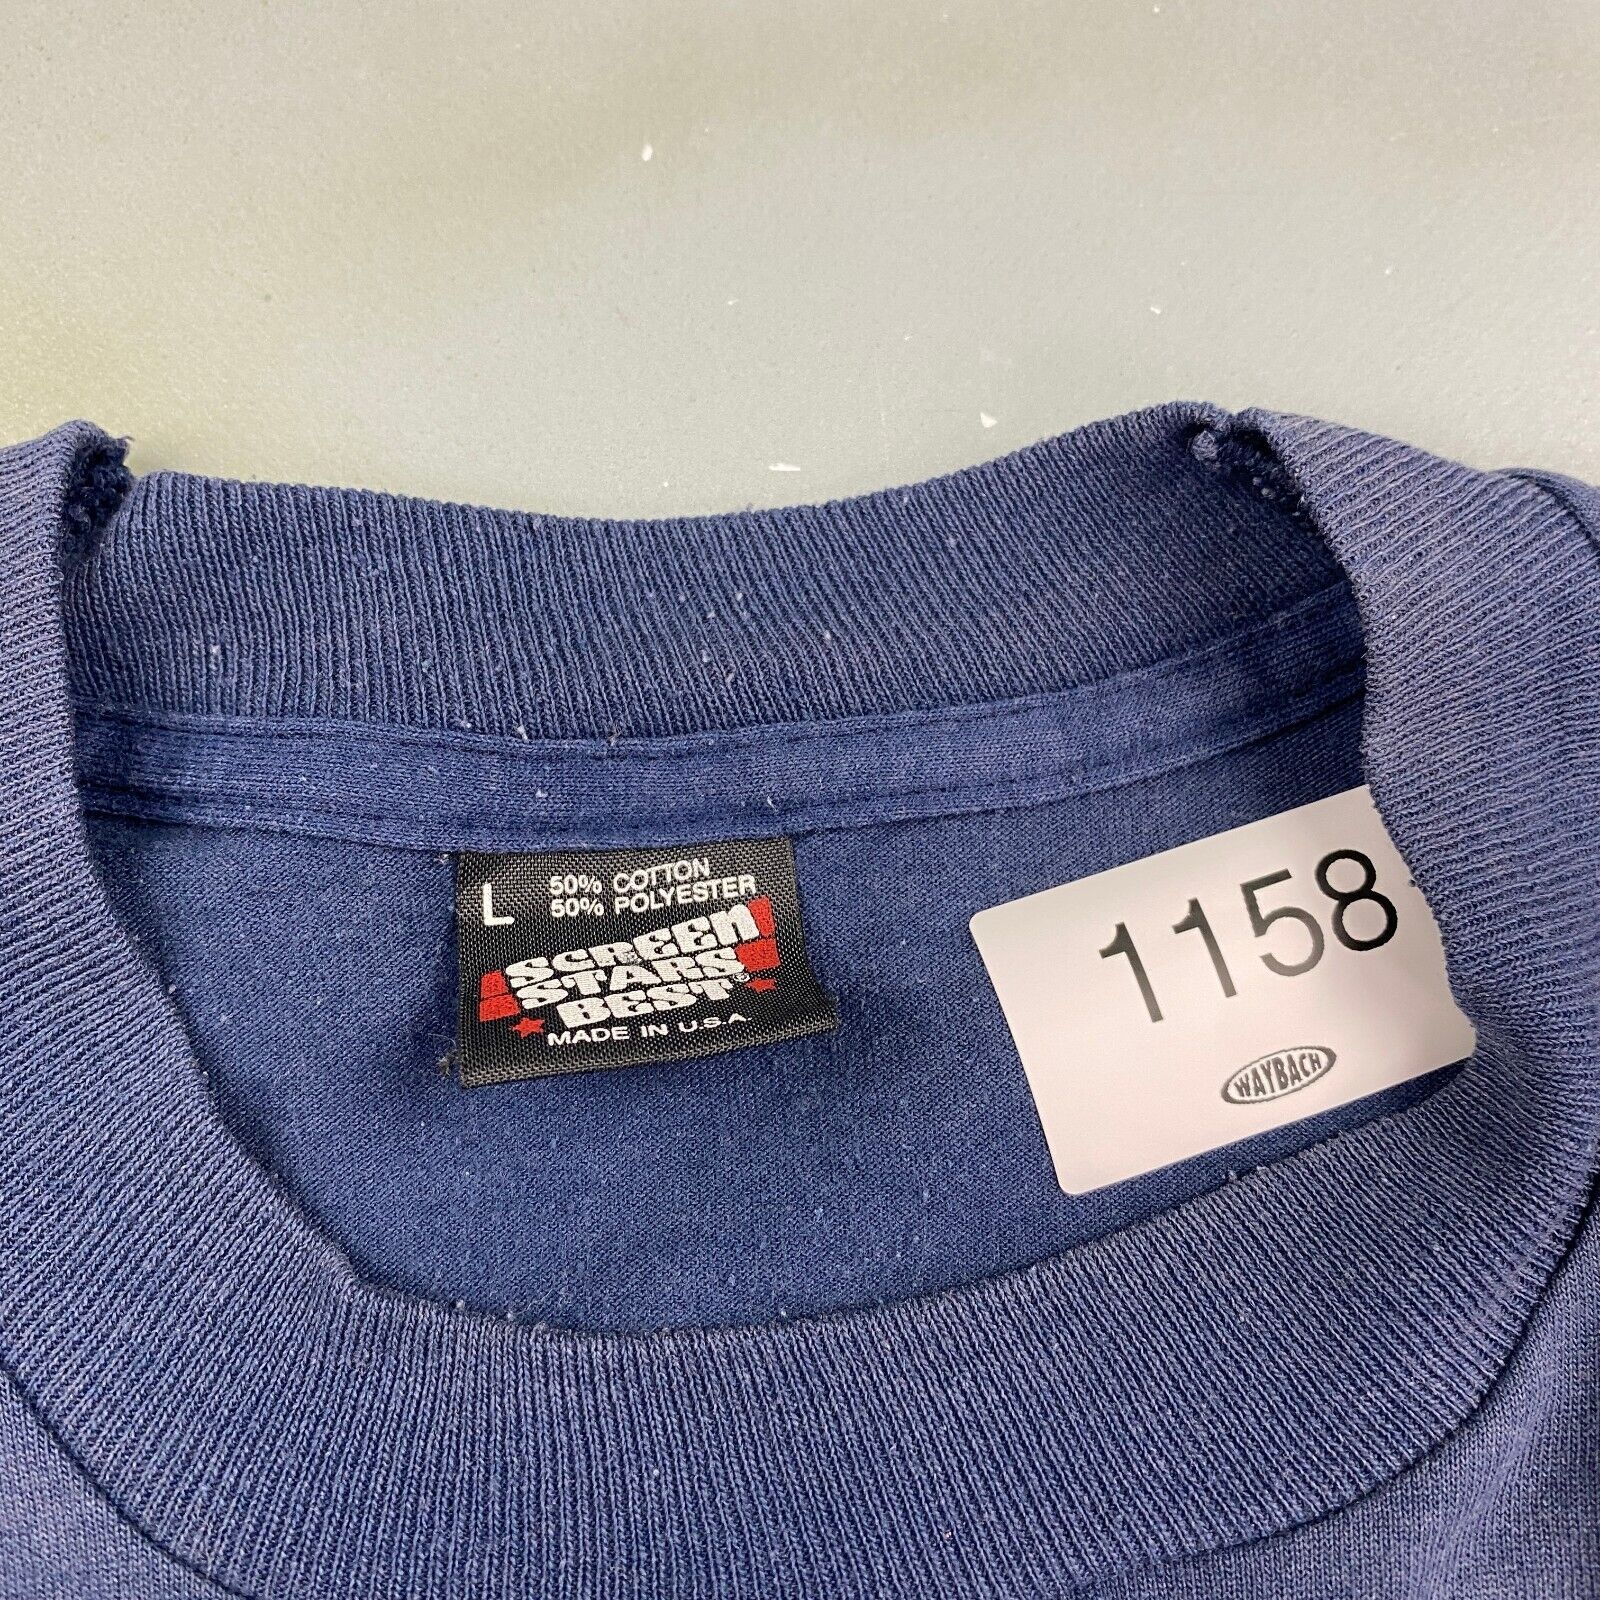 L
50% COTTON
50% POLYESTER
SCREEN
STARS®
BEST
MADE IN U.S.A
1158
WAYBACH